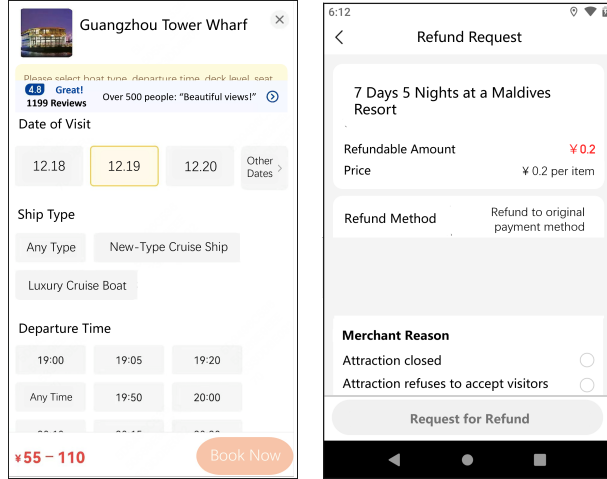 Guangzhou Tower Wharf
Please select boat type, departure time, deck level, seat
4.8 Great!
1199 Reviews
Over 500 people: “Beautiful views!”
Date of Visit
12.18
12.19
12.20
Other
Dates
Ship Type
Any Type
New-Type Cruise Ship
Luxury Cruise Boat
Departure Time
19:00
19:05
19:20
Any Time
19:50
20:00
¥55 – 110
Book Now
6:12
Refund Request
7 Days 5 Nights at a Maldives
Resort
Refundable Amount
¥0.2
Price
¥ 0.2 per item
Refund Method
Refund to original
payment method
Merchant Reason
Attraction closed
Attraction refuses to accept visitors
Request for Refund